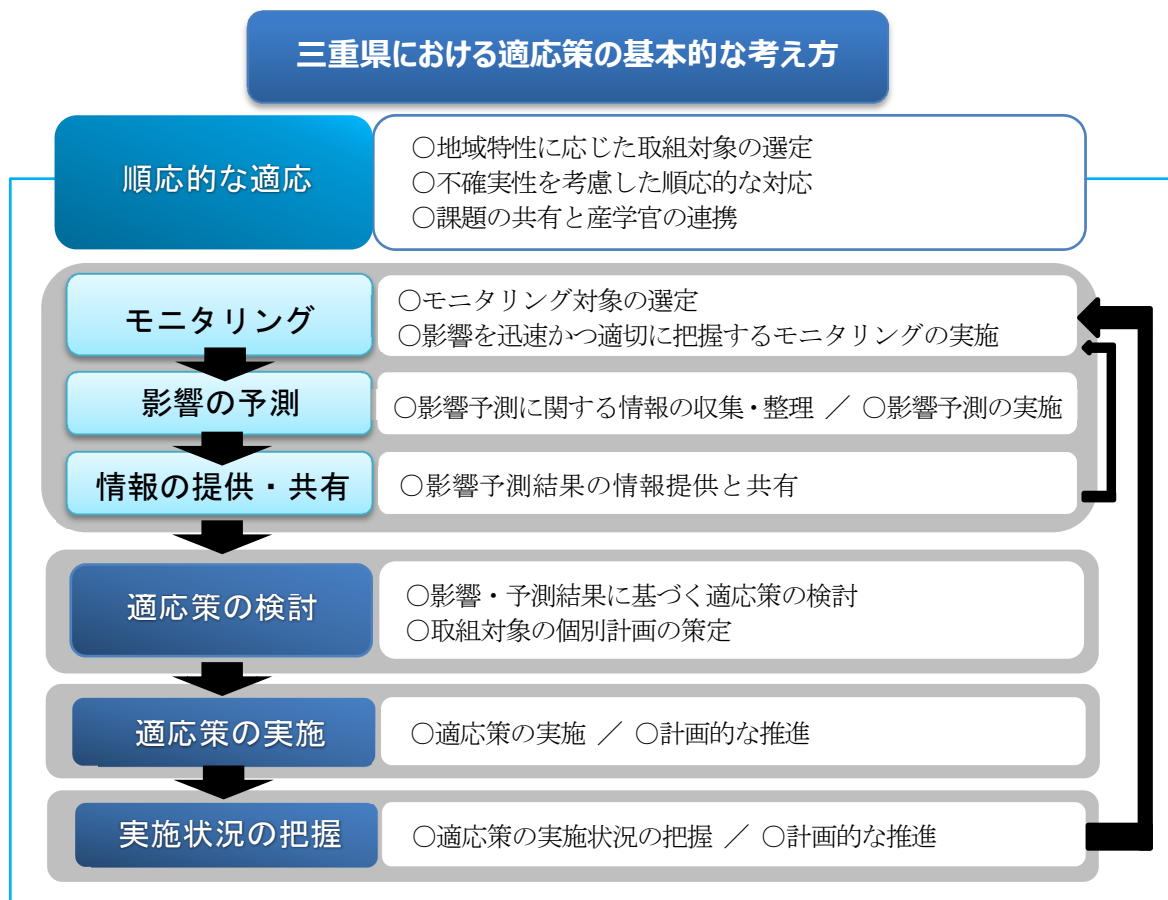 三重県における適応策の基本的な考え方
順応的な適応
○地域特性に応じた取組対象の選定
○不確実性を考慮した順応的な対応
○課題の共有と産学官の連携
モニタリング
○モニタリング対象の選定
○影響を迅速かつ適切に把握するモニタリングの実施
影響の予測
○影響予測に関する情報の収集・整理 ／ ○影響予測の実施
情報の提供・共有
○影響予測結果の情報提供と共有
適応策の検討
○影響・予測結果に基づく適応策の検討
○取組対象の個別計画の策定
適応策の実施
○適応策の実施 ／ ○計画的な推進
実施状況の把握
○適応策の実施状況の把握 ／ ○計画的な推進